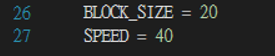 26 BLOCK_SIZE = 20
27 SPEED = 40